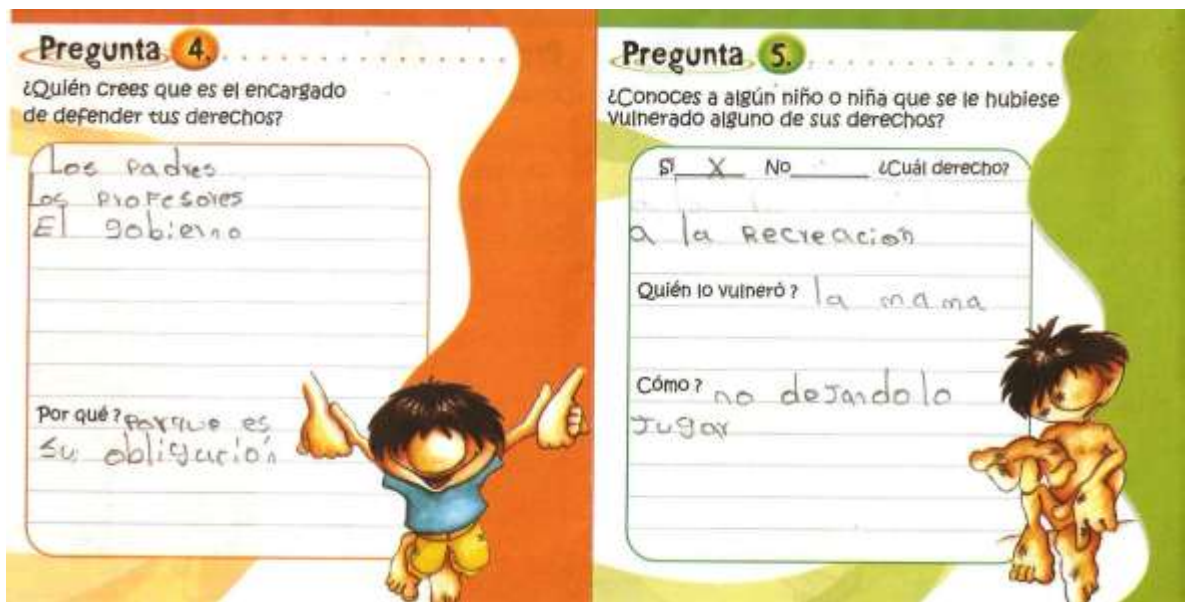 Pregunta 4.
¿Quién crees que es el encargado
de defender tus derechos?
Los Padres
Los Profesores
El gobierno
Por qué? Porque es
su obligación
Pregunta 5.
¿Conoces a algún niño o niña que se le hubiese
vulnerado alguno de sus derechos?
Sí X No ¿Cuál derecho?
a la Recreacion
Quién lo vulneró? la mama
Cómo? no dejandolo
Jugar